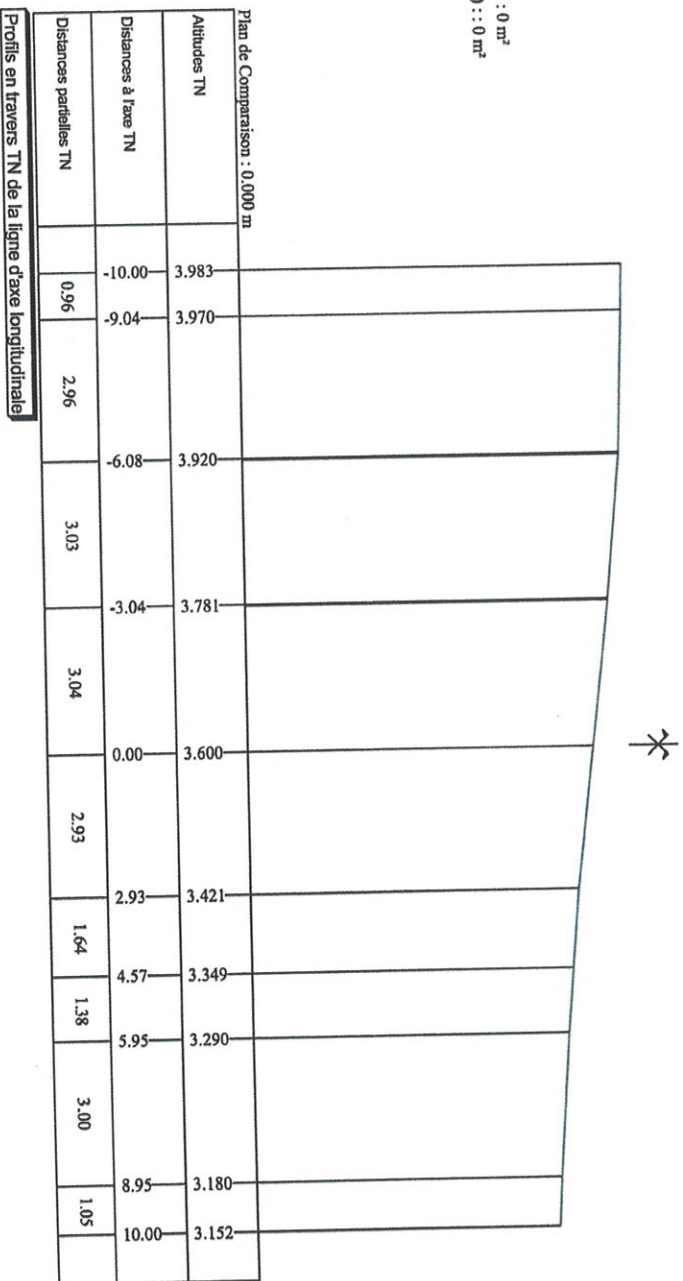 : 0 m²
) : : 0 m²
Plan de Comparaison : 0.000 m
Altitudes TN 3.983 3.970 3.920 3.781 3.600 3.421 3.349 3.290 3.180 3.152
Distances à l'axe TN -10.00 -9.04 -6.08 -3.04 0.00 2.93 4.57 5.95 8.95 10.00
Distances partielles TN 0.96 2.96 3.03 3.04 2.93 1.64 1.38 3.00 1.05
Profils en travers TN de la ligne d'axe longitudinale